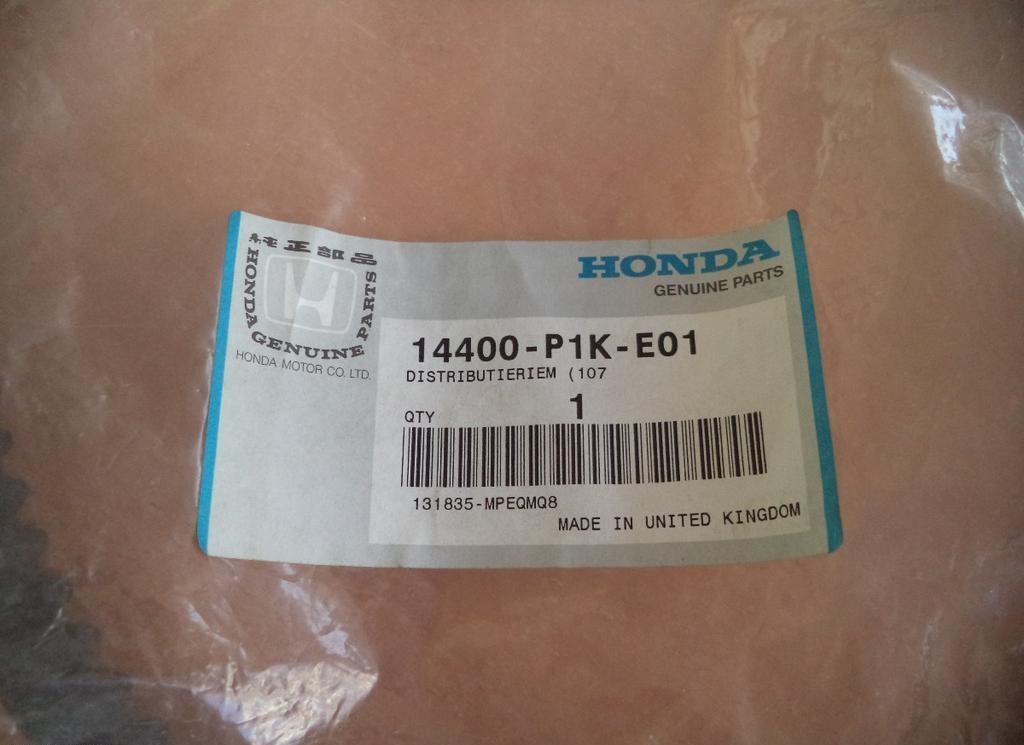 純正部品
HONDA GENUINE PARTS
HONDA MOTOR CO. LTD.
HONDA
GENUINE PARTS
14400-P1K-E01
DISTRIBUTIERIEM (107
QTY 1
131835-MPEQMQ8
MADE IN UNITED KINGDOM